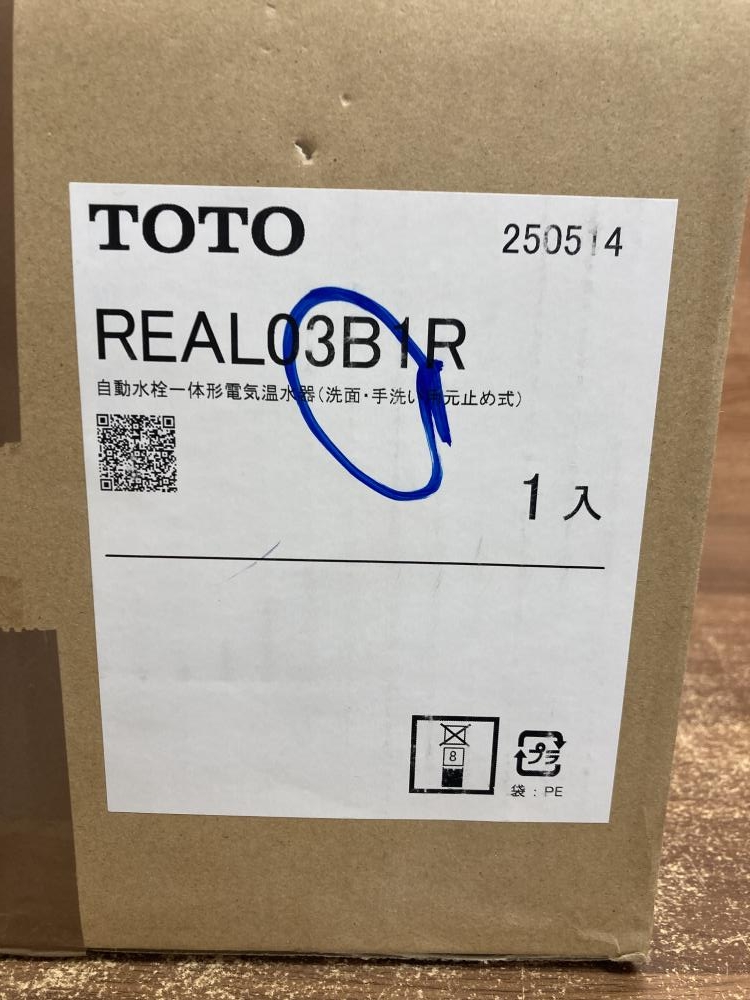 TOTO
250514
REAL03B1R
自動水栓一体形電気温水器(洗面・手洗い 元止め式)
1入
8
プラ
袋:PE